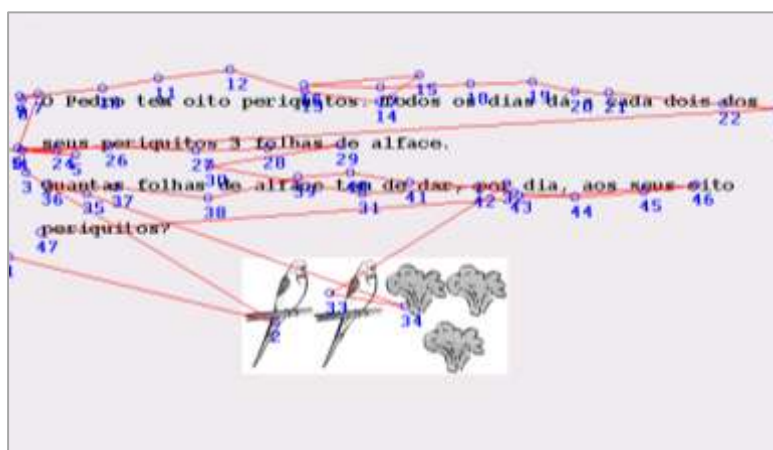 O Pedro tem oito periquitos. Todos os dias dá a cada dois dos
seus periquitos 3 folhas de alface.
Quantas folhas de alface tem de dar, por dia, aos seus oito
periquitos?